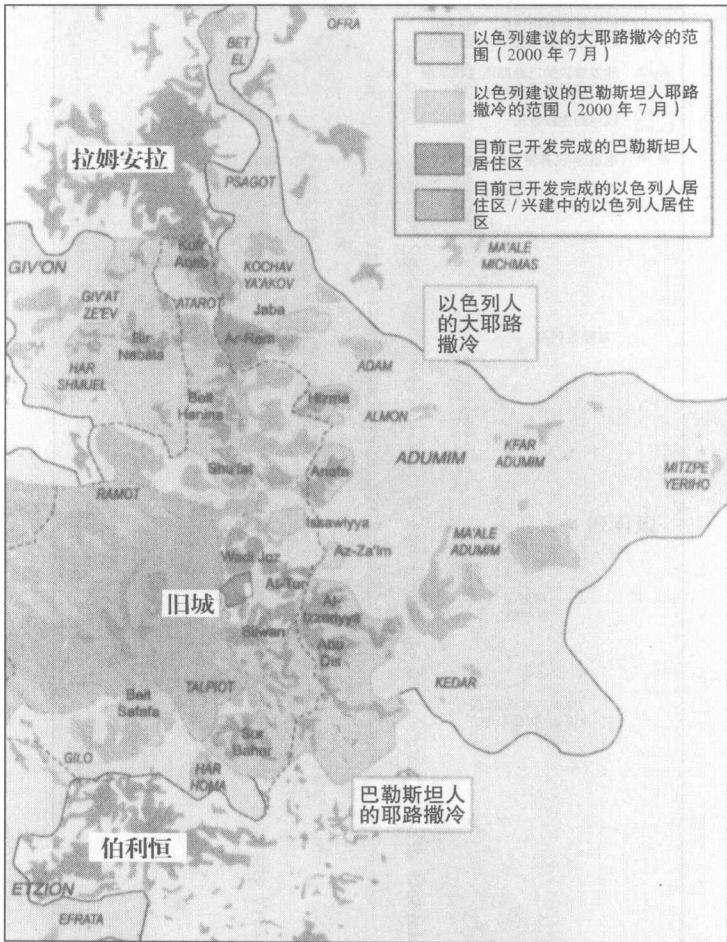 OFRA
BET
EL
以色列建议的大耶路撒冷的范
围（2000 年 7 月）
以色列建议的巴勒斯坦人耶路
撒冷的范围（2000 年 7 月）
目前已开发完成的巴勒斯坦人
居住区
目前已开发完成的以色列人居
住区 / 兴建中的以色列人居住
区
拉姆安拉
PSAGOT
GIV'ON
Kufr
Aqab
KOCHAV
YA'AKOV
MA'ALE
MICHMAS
GIV'AT
ZE'EV
ATAROT
Jaba
以色列人
的大耶路
撒冷
Bir
Nabala
Ar-Ram
HAR
SHMUEL
ADAM
Beit
Hanina
Hizma
ALMON
ADUMIM
KFAR
ADUMIM
MITZPE
YERIHO
Shu'fat
Anata
RAMOT
Issawiyya
MA'ALE
ADUMIM
Wadi Joz
Az-Za'im
At-Tur
旧城
Al-
Izzariyya
Silwan
Abu
Dis
TALPIOT
KEDAR
Beit
Safafa
Sur
Baher
GILO
HAR
HOMA
巴勒斯坦人
的耶路撒冷
伯利恒
ETZION
EFRATA